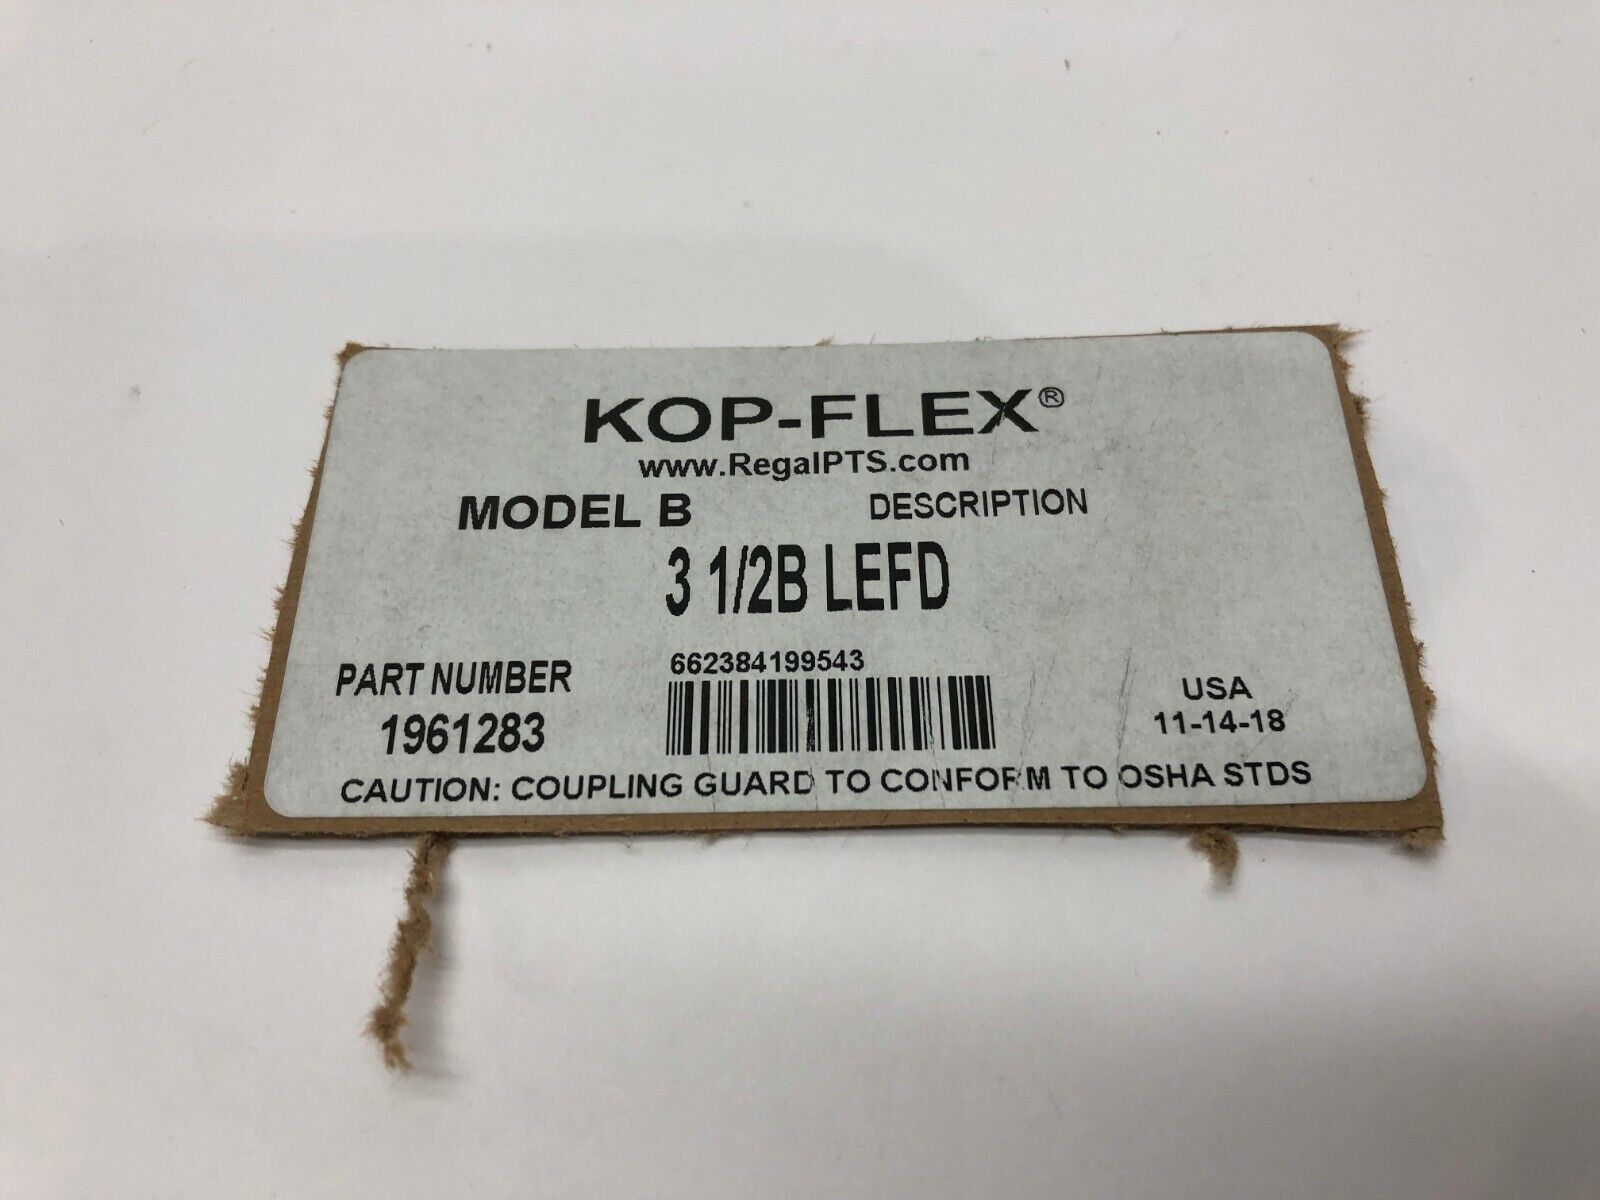 KOP-FLEX®
www.RegalPTS.com
MODEL B DESCRIPTION
3 1/2B LEFD
PART NUMBER
1961283
662384199543
USA
11-14-18
CAUTION: COUPLING GUARD TO CONFORM TO OSHA STDS